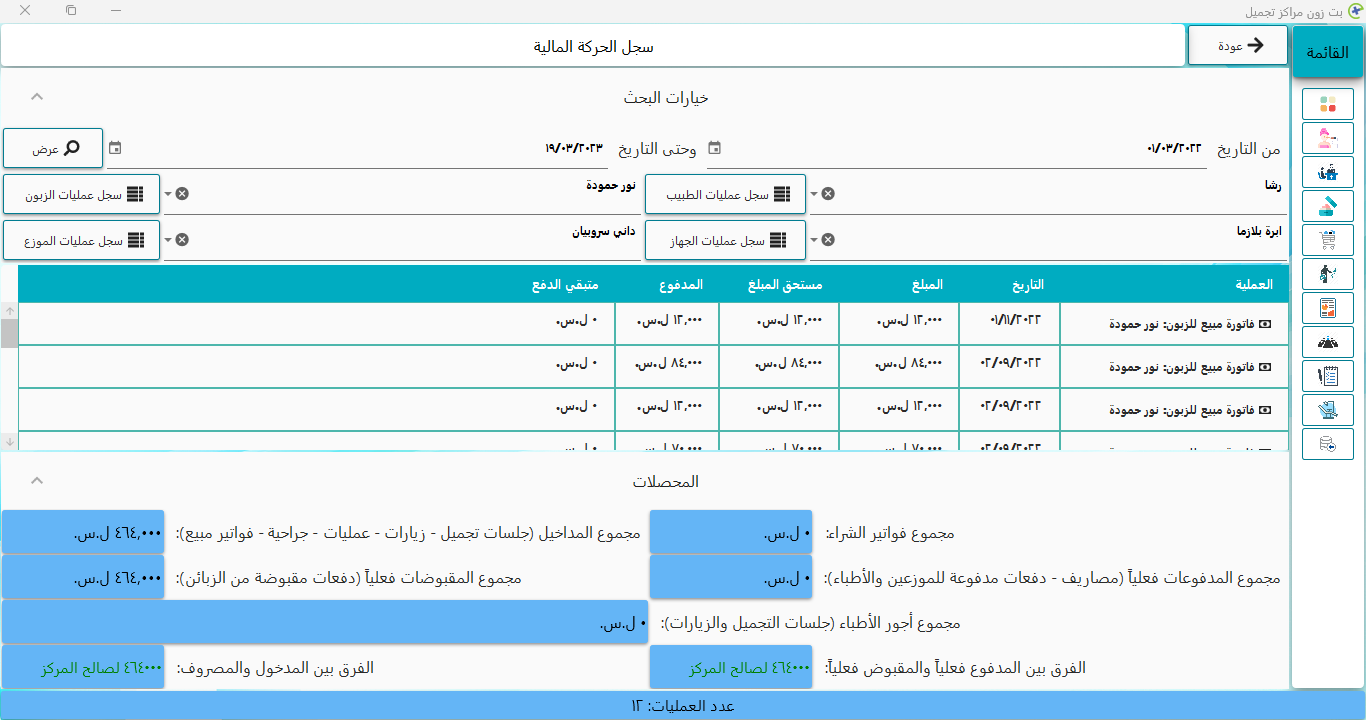 بت زون مراكز تجميل
القائمة
عودة
سجل الحركة المالية
خيارات البحث
من التاريخ ٠١/٠٣/٢٠٢٢ وحتى التاريخ ١٩/٠٣/٢٠٢٣ عرض
رشا سجل عمليات الطبيب نور حمودة سجل عمليات الزبون
ابرة بلازما سجل عمليات الجهاز داني سروبيان سجل عمليات الموزع
العملية التاريخ المبلغ مستحق المبلغ المدفوع متبقي الدفع
فاتورة مبيع للزبون: نور حمودة ٠١/١١/٢٠٢٢ ١٢,٠٠٠ ل.س. ١٢,٠٠٠ ل.س. ١٢,٠٠٠ ل.س. ٠ ل.س.
فاتورة مبيع للزبون: نور حمودة ٠٢/٠٩/٢٠٢٢ ٨٤,٠٠٠ ل.س. ٨٤,٠٠٠ ل.س. ٨٤,٠٠٠ ل.س. ٠ ل.س.
فاتورة مبيع للزبون: نور حمودة ٠٢/٠٩/٢٠٢٢ ١٢,٠٠٠ ل.س. ١٢,٠٠٠ ل.س. ١٢,٠٠٠ ل.س. ٠ ل.س.
المحصلات
مجموع فواتير الشراء: ٠ ل.س. مجموع المداخيل (جلسات تجميل - زيارات - عمليات - جراحية - فواتير مبيع): ٤٦٤,٠٠٠ ل.س.
مجموع المدفوعات فعلياً (مصاريف - دفعات مدفوعة للموزعين والأطباء): ٠ ل.س. مجموع المقبوضات فعلياً (دفعات مقبوضة من الزبائن): ٤٦٤,٠٠٠ ل.س.
مجموع أجور الأطباء (جلسات التجميل والزيارات): ٠ ل.س.
الفرق بين المدفوع فعلياً والمقبوض فعلياً: ٤٦٤٠٠٠ لصالح المركز الفرق بين المدخول والمصروف: ٤٦٤٠٠٠ لصالح المركز
عدد العمليات: ١٢